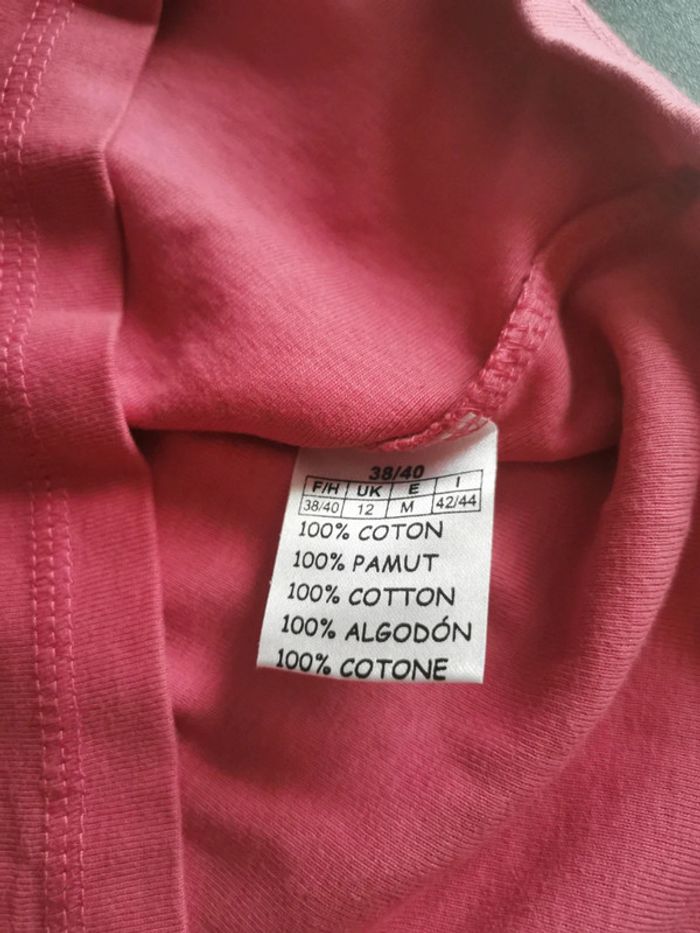 38/40
F/H UK E I
38/40 12 M 42/44
100% COTON
100% PAMUT
100% COTTON
100% ALGODÓN
100% COTONE